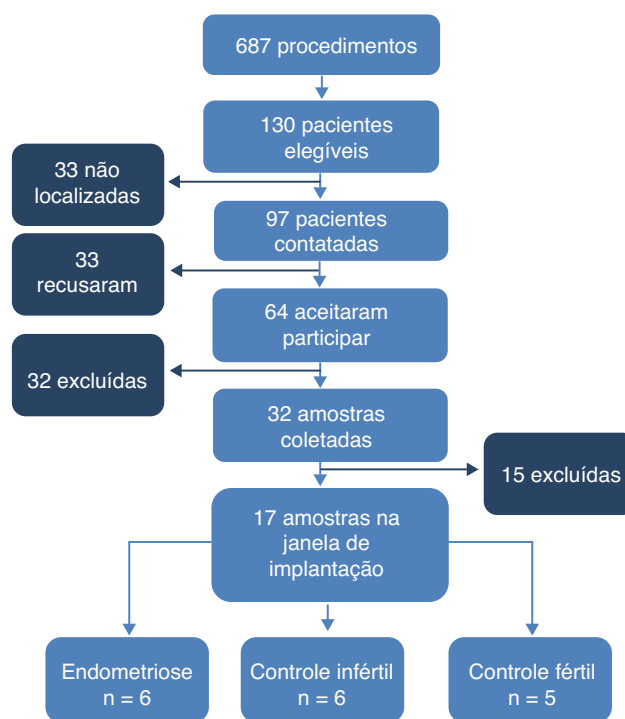 687 procedimentos
130 pacientes
elegíveis
33 não
localizadas
97 pacientes
contatadas
33
recusaram
64 aceitaram
participar
32 excluídas
32 amostras
coletadas
15 excluídas
17 amostras na
janela de
implantação
Endometriose
n = 6
Controle infértil
n = 6
Controle fértil
n = 5